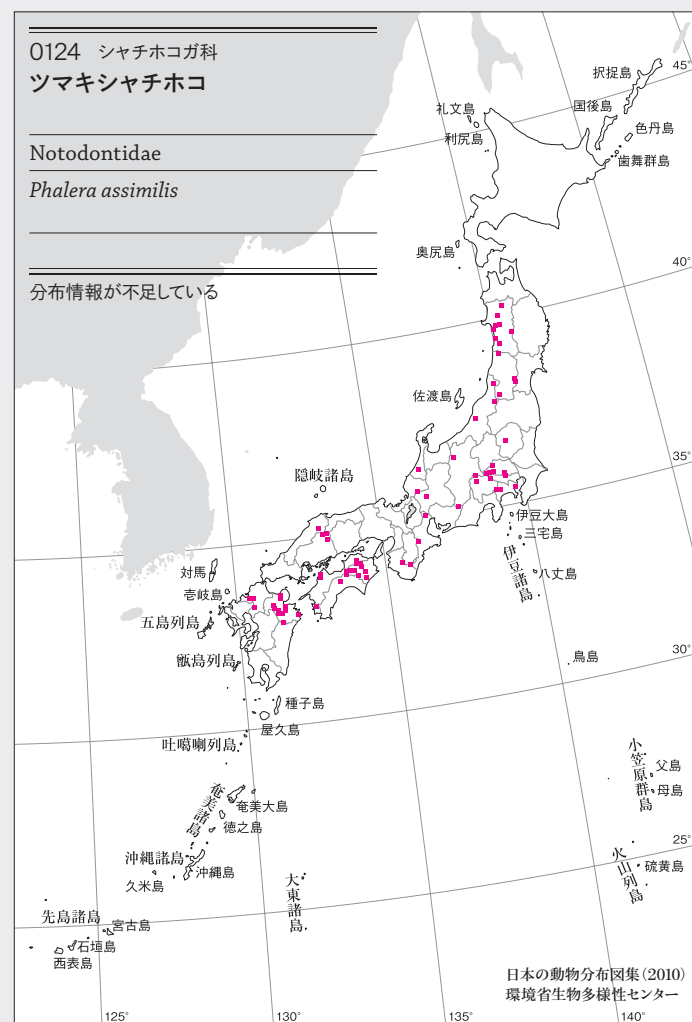 0124 シャチホコガ科
ツマキシャチホコ
Notodontidae
Phalera assimilis
分布情報が不足している
45°
択捉島
国後島
礼文島
色丹島
利尻島
歯舞群島
奥尻島
40°
佐渡島
35°
隠岐諸島
伊豆大島
三宅島
伊豆諸島
八丈島
対馬
壱岐島
五島列島
甑島列島
鳥島
30°
種子島
屋久島
吐噶喇列島
小笠原群島
父島
母島
奄美諸島
奄美大島
徳之島
沖縄諸島
沖縄島
久米島
25°
火山列島
硫黄島
大東諸島
先島諸島
宮古島
石垣島
西表島
日本の動物分布図集(2010)
環境省生物多様性センター
125°
130°
135°
140°